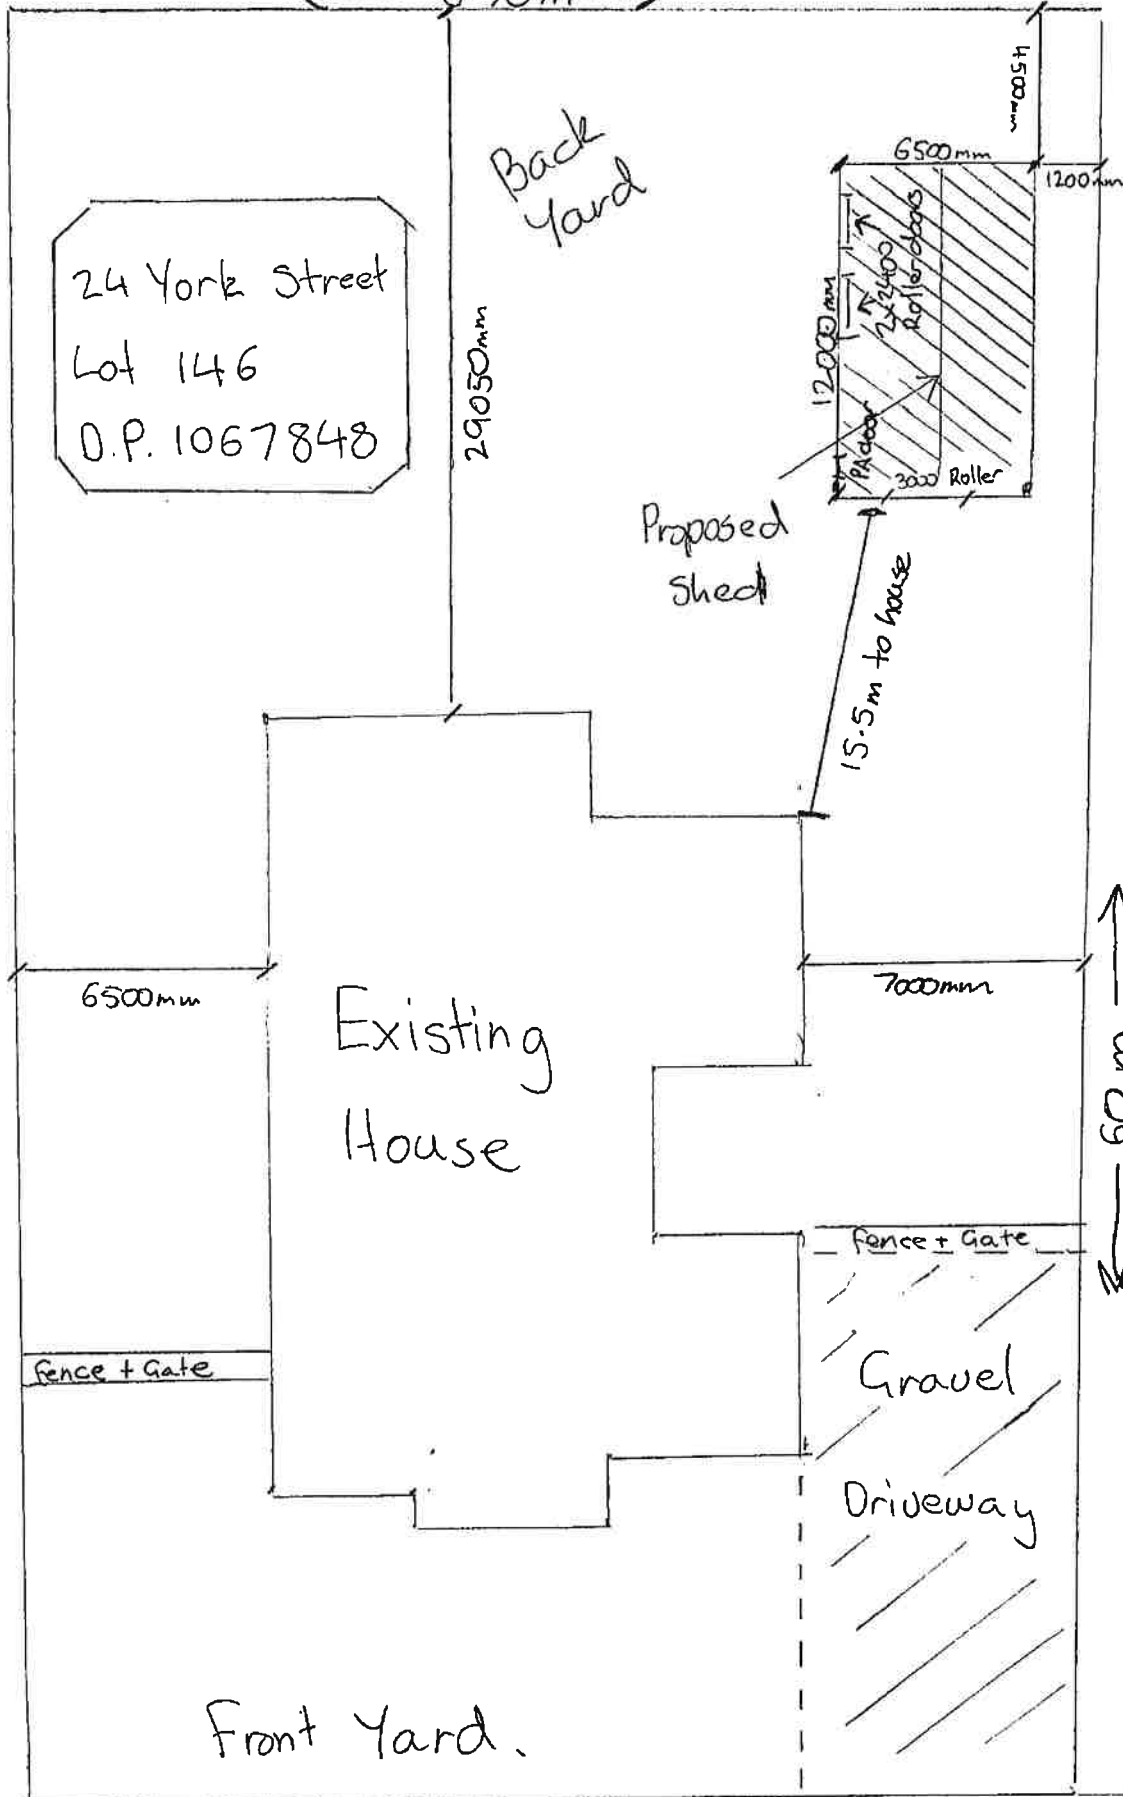 4500mm
Back
Yard
6500mm
1200mm
24 York Street
Lot 146
D.P. 1067848
29050mm
12000mm
2x2400
Roller doors
PA door
3000 Roller
Proposed
Shed
15.5m to house
6500mm
7000mm
Existing
House
60m
Fence + Gate
Fence + Gate
Gravel
Driveway
Front Yard.